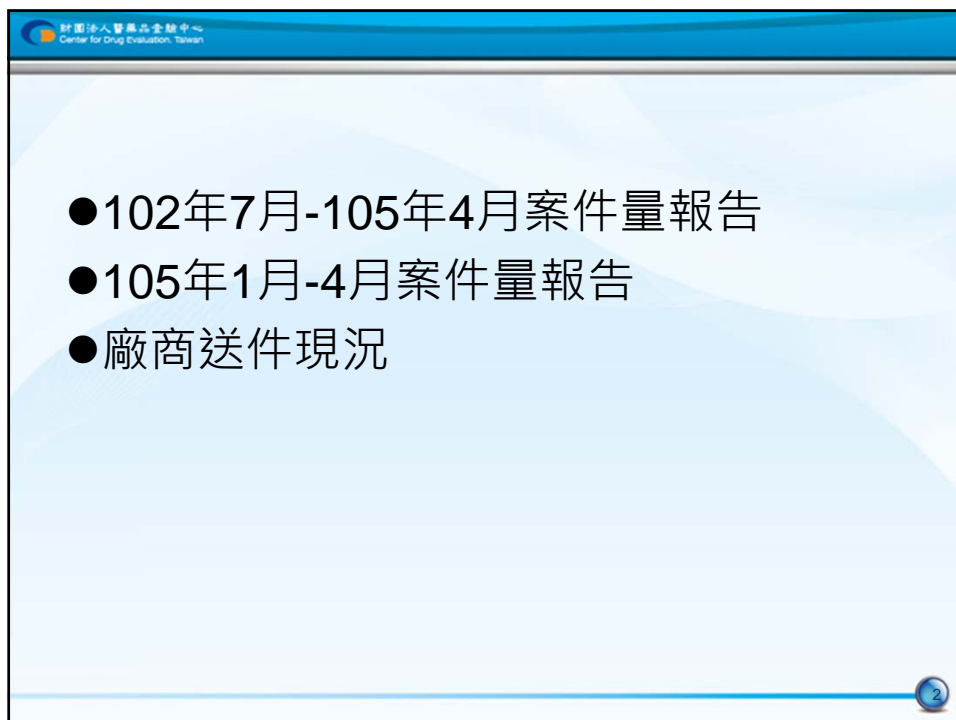 財團法人醫藥品查驗中心
Center for Drug Evaluation, Taiwan
●102年7月-105年4月案件量報告
●105年1月-4月案件量報告
●廠商送件現況
2